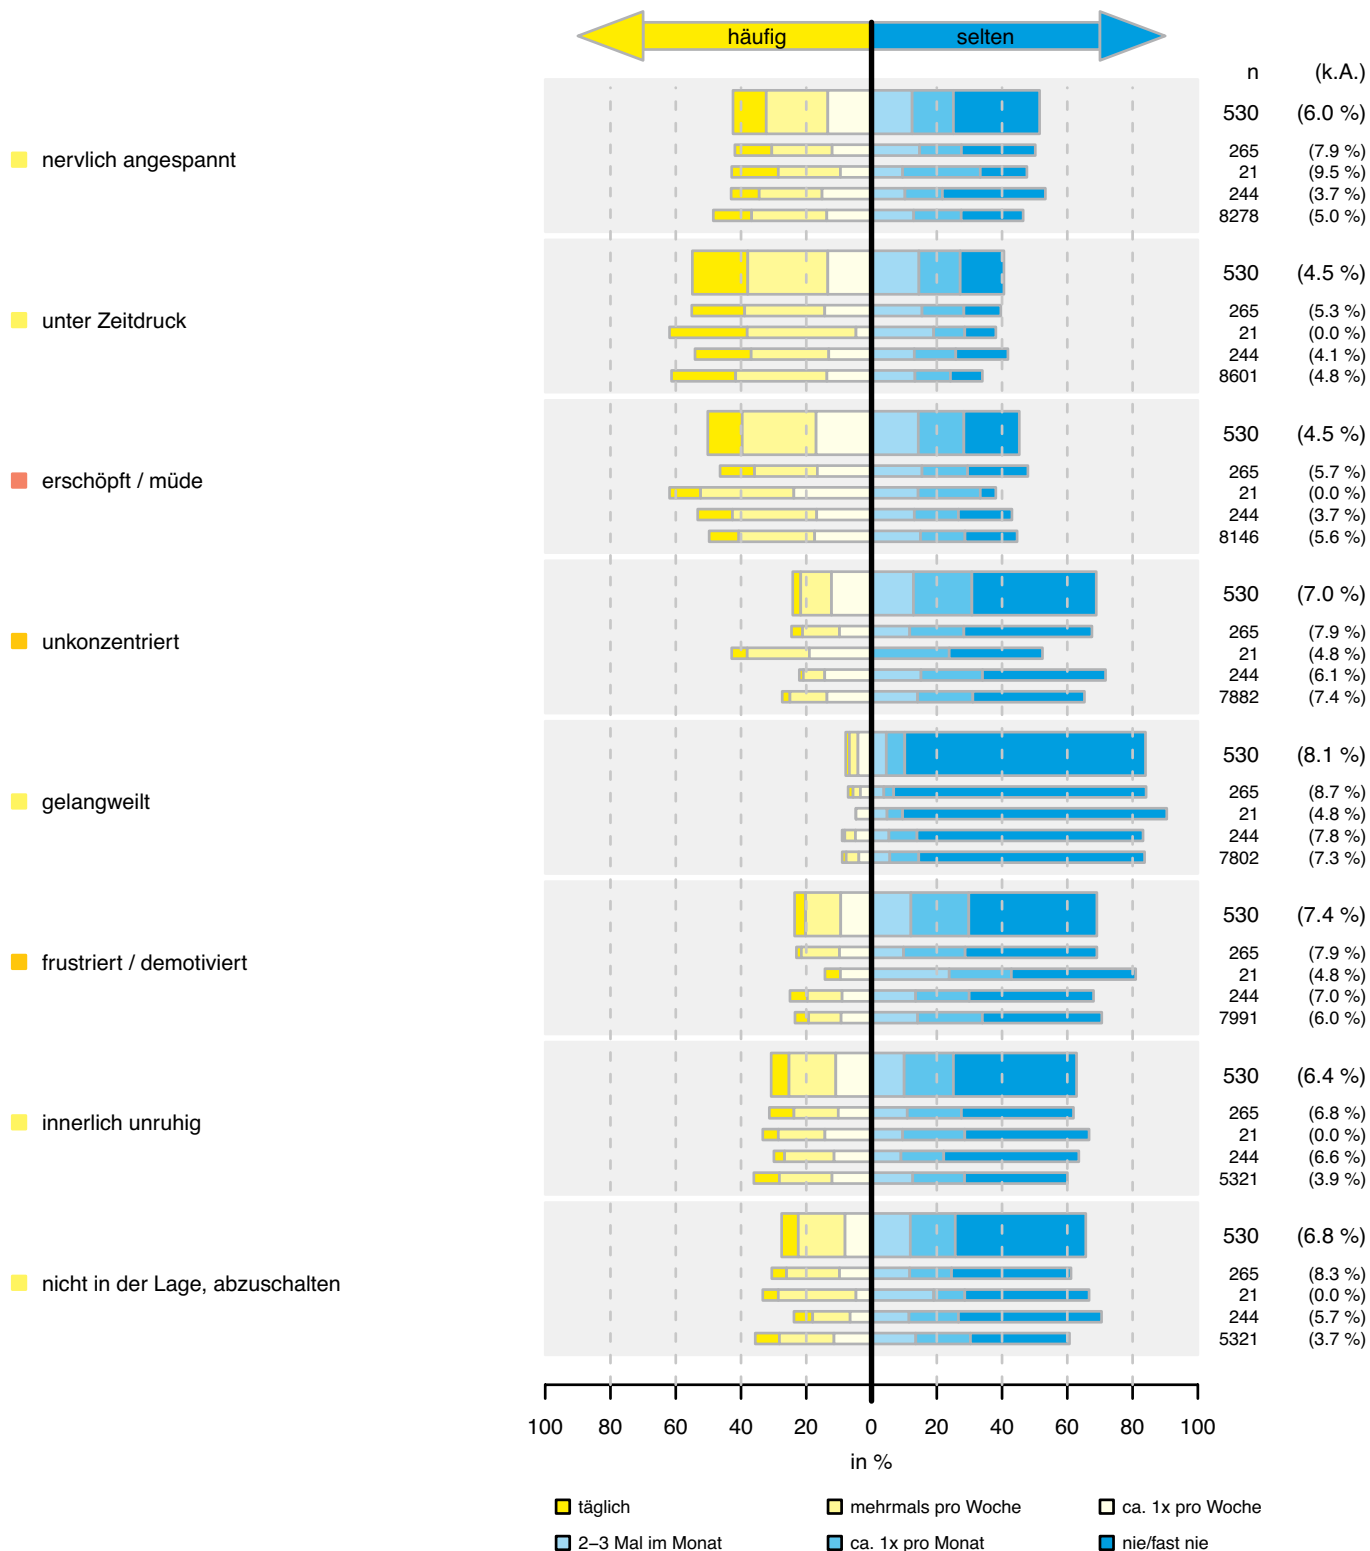 häufig selten
n (k.A.)
530 (6.0 %)
nervlich angespannt 265 (7.9 %)
21 (9.5 %)
244 (3.7 %)
8278 (5.0 %)
530 (4.5 %)
unter Zeitdruck 265 (5.3 %)
21 (0.0 %)
244 (4.1 %)
8601 (4.8 %)
530 (4.5 %)
erschöpft / müde 265 (5.7 %)
21 (0.0 %)
244 (3.7 %)
8146 (5.6 %)
530 (7.0 %)
unkonzentriert 265 (7.9 %)
21 (4.8 %)
244 (6.1 %)
7882 (7.4 %)
530 (8.1 %)
gelangweilt 265 (8.7 %)
21 (4.8 %)
244 (7.8 %)
7802 (7.3 %)
530 (7.4 %)
frustriert / demotiviert 265 (7.9 %)
21 (4.8 %)
244 (7.0 %)
7991 (6.0 %)
530 (6.4 %)
innerlich unruhig 265 (6.8 %)
21 (0.0 %)
244 (6.6 %)
5321 (3.9 %)
530 (6.8 %)
nicht in der Lage, abzuschalten 265 (8.3 %)
21 (0.0 %)
244 (5.7 %)
5321 (3.7 %)
100 80 60 40 20 0 20 40 60 80 100
in %
täglich mehrmals pro Woche ca. 1x pro Woche
2−3 Mal im Monat ca. 1x pro Monat nie/fast nie